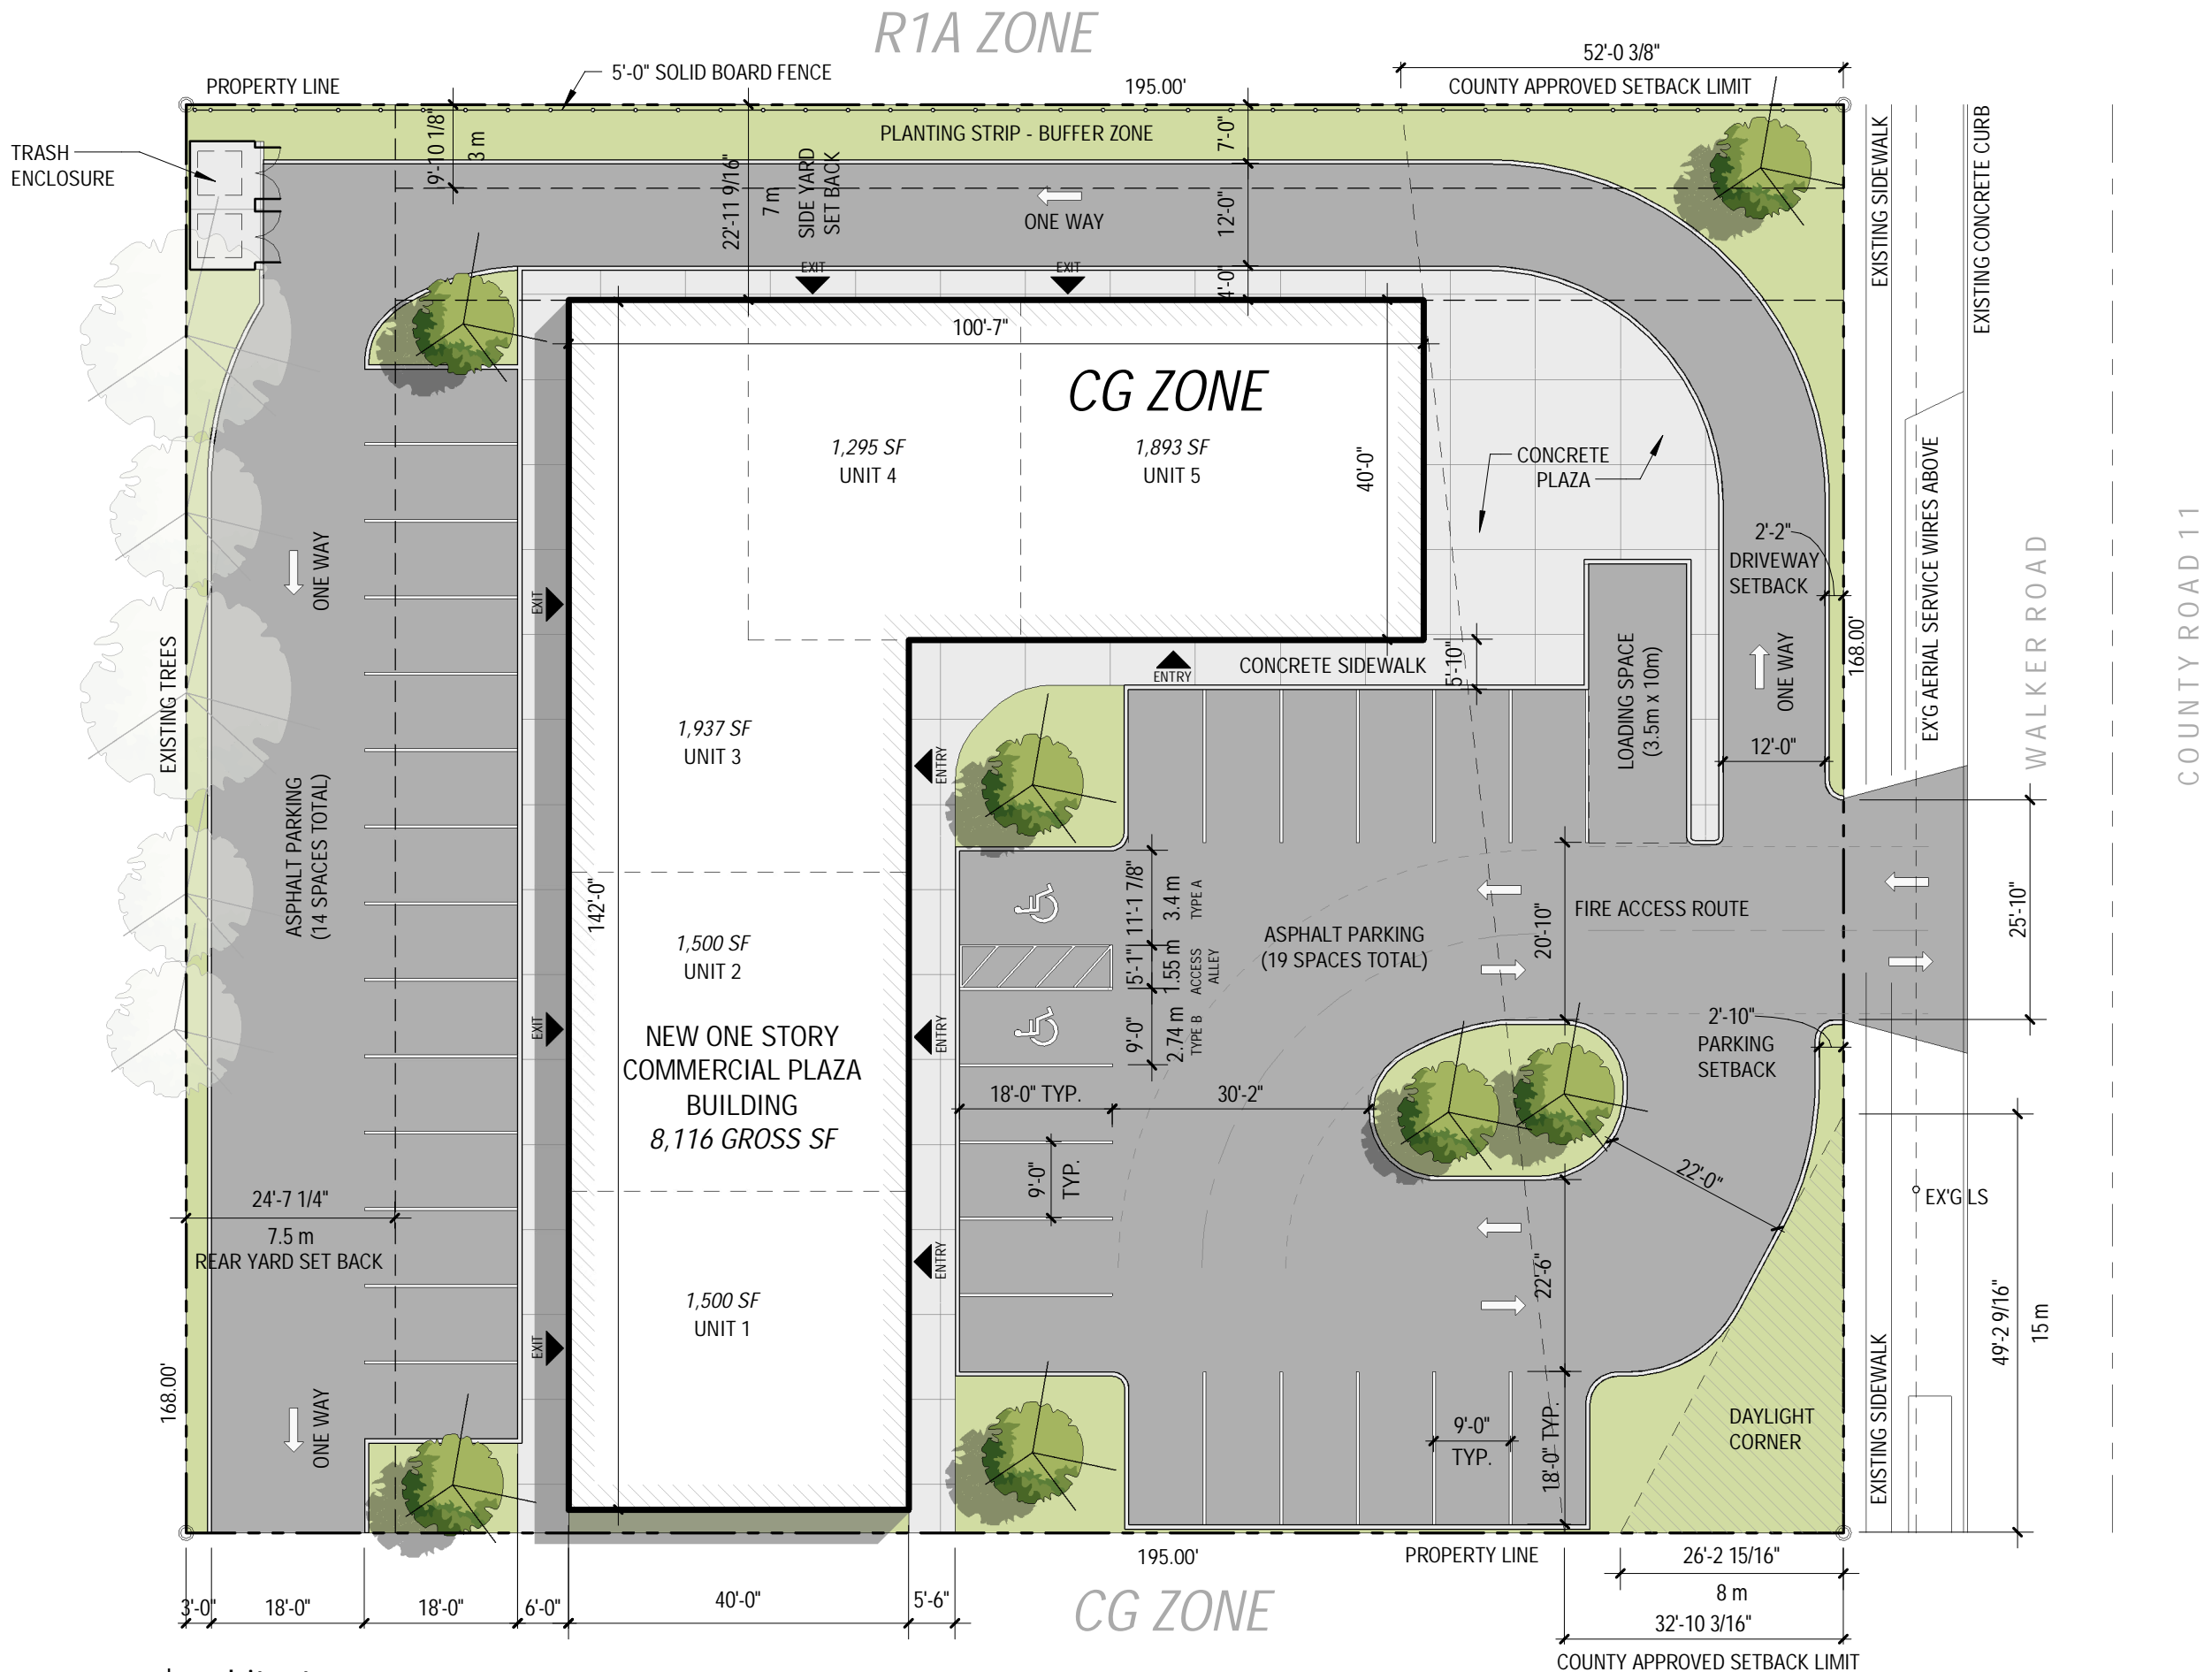 R1A ZONE
52'-0 3/8"
5'-0" SOLID BOARD FENCE
PROPERTY LINE
195.00'
COUNTY APPROVED SETBACK LIMIT
TRASH
ENCLOSURE
9'-10 1/8"
3 m
22'-11 9/16"
7 m
SIDE YARD
SET BACK
PLANTING STRIP - BUFFER ZONE
7'-0"
12'-0"
4'-0"
ONE WAY
EXIT
EXIT
EXISTING SIDEWALK
EXISTING CONCRETE CURB
100'-7"
CG ZONE
1,295 SF
UNIT 4
1,893 SF
UNIT 5
40'-0"
CONCRETE
PLAZA
2'-2"
DRIVEWAY
SETBACK
EX'G AERIAL SERVICE WIRES ABOVE
WALKER ROAD
COUNTY ROAD 11
ONE WAY
EXIT
168.00'
ONE WAY
LOADING SPACE
(3.5m x 10m)
12'-0"
ENTRY
CONCRETE SIDEWALK
5'-10"
EXISTING TREES
1,937 SF
UNIT 3
ENTRY
ASPHALT PARKING
(14 SPACES TOTAL)
142'-0"
11'-1 7/8"
3.4 m
TYPE A
5'-1"
1.55 m
ACCESS
ALLEY
9'-0"
2.74 m
TYPE B
ASPHALT PARKING
(19 SPACES TOTAL)
20'-10"
FIRE ACCESS ROUTE
25'-10"
1,500 SF
UNIT 2
EXIT
ENTRY
NEW ONE STORY
COMMERCIAL PLAZA
BUILDING
8,116 GROSS SF
2'-10"
PARKING
SETBACK
18'-0" TYP.
30'-2"
9'-0"
TYP.
22'-0"
EX'G LS
24'-7 1/4"
7.5 m
REAR YARD SET BACK
ENTRY
22'-6"
1,500 SF
UNIT 1
EXIT
49'-2 9/16"
15 m
168.00'
ONE WAY
9'-0"
TYP.
18'-0" TYP.
DAYLIGHT
CORNER
EXISTING SIDEWALK
195.00'
PROPERTY LINE
26'-2 15/16"
8 m
3'-0"
18'-0"
18'-0"
6'-0"
40'-0"
5'-6"
CG ZONE
32'-10 3/16"
COUNTY APPROVED SETBACK LIMIT